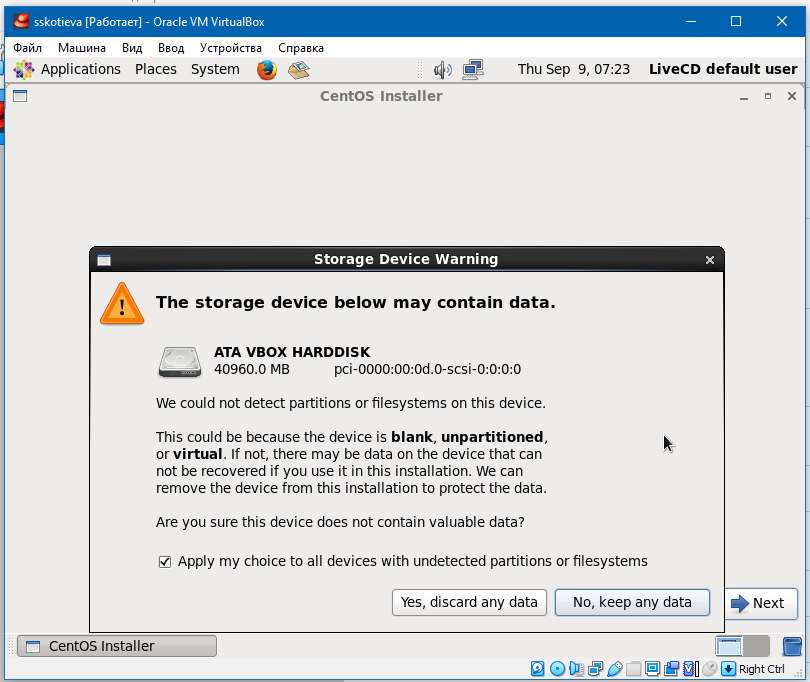 sskotieva [Работает] - Oracle VM VirtualBox
Файл Машина Вид Ввод Устройства Справка
Applications Places System Thu Sep 9, 07:23 LiveCD default user
CentOS Installer
Storage Device Warning
The storage device below may contain data.
ATA VBOX HARDDISK
40960.0 MB pci-0000:00:0d.0-scsi-0:0:0:0
We could not detect partitions or filesystems on this device.
This could be because the device is blank, unpartitioned,
or virtual. If not, there may be data on the device that can
not be recovered if you use it in this installation. We can
remove the device from this installation to protect the data.
Are you sure this device does not contain valuable data?
Apply my choice to all devices with undetected partitions or filesystems
Yes, discard any data No, keep any data Next
CentOS Installer
Right Ctrl